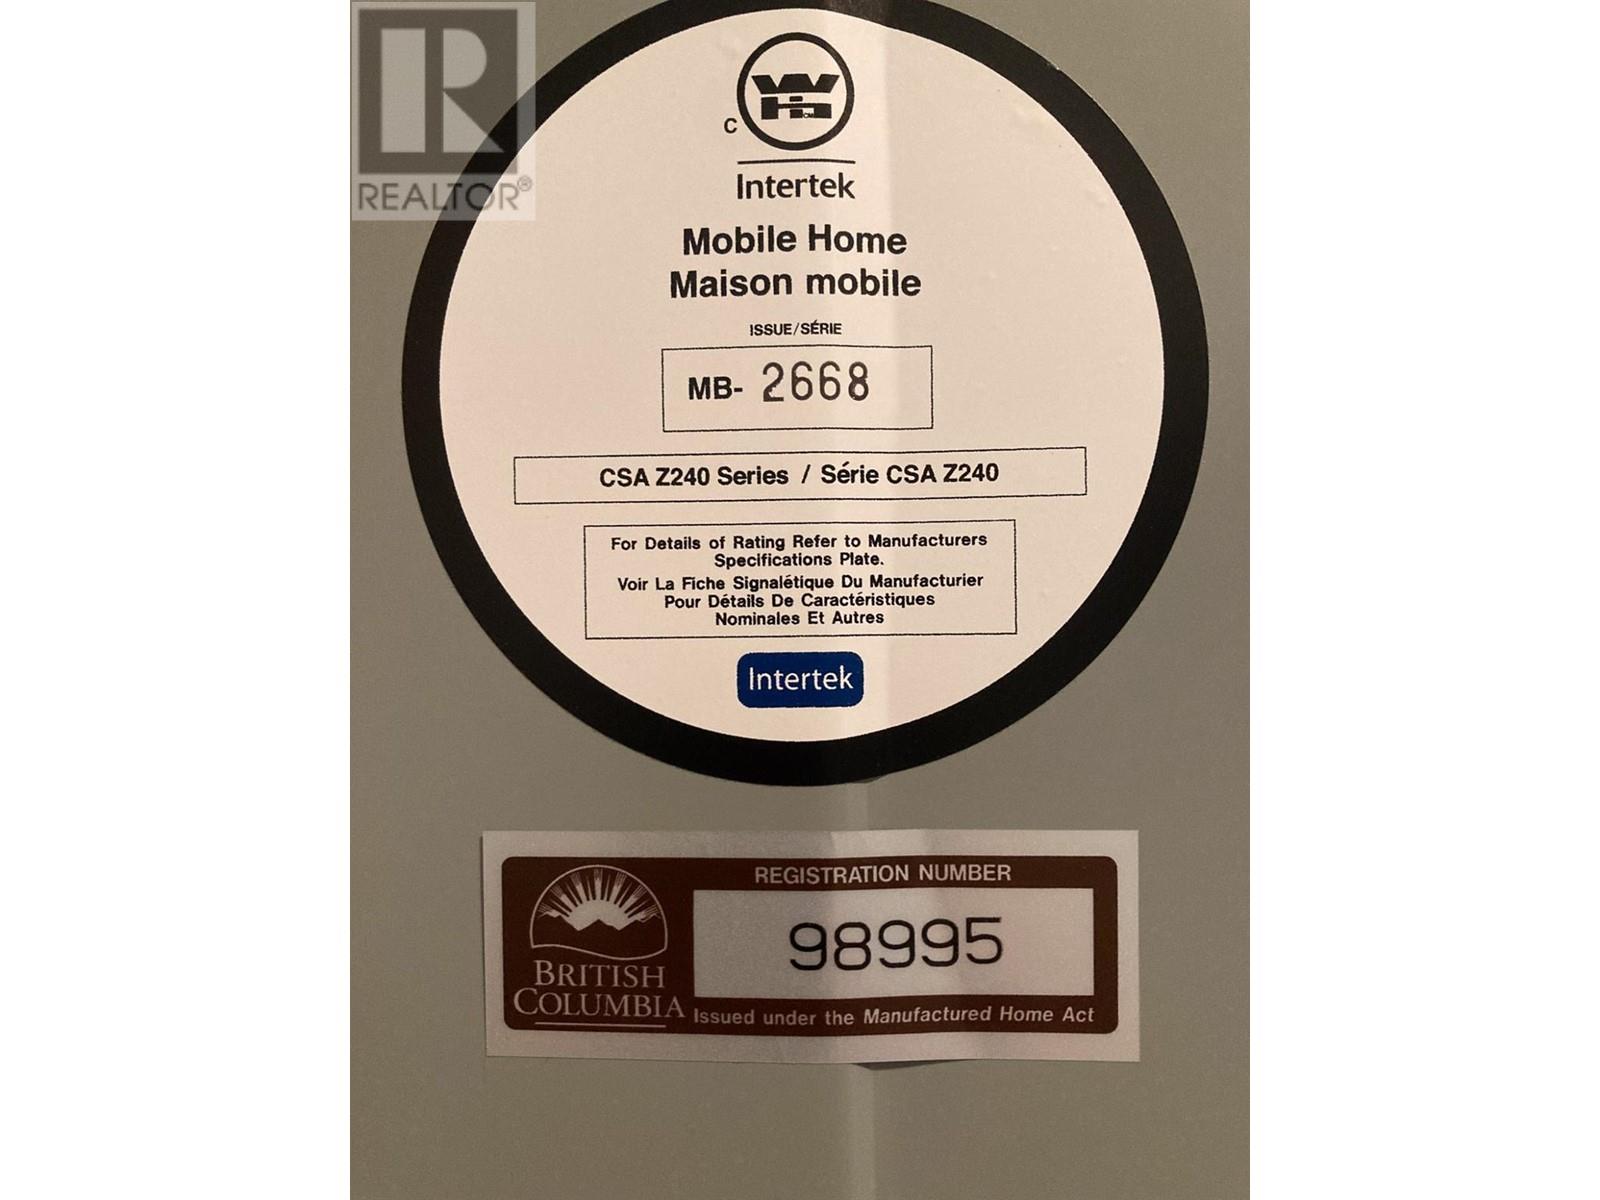 REALTOR®
C
WH
Intertek
Mobile Home
Maison mobile
ISSUE/SÉRIE
MB- 2668
CSA Z240 Series / Série CSA Z240
For Details of Rating Refer to Manufacturers
Specifications Plate.
Voir La Fiche Signalétique Du Manufacturier
Pour Détails De Caractéristiques
Nominales Et Autres
Intertek
REGISTRATION NUMBER
98995
BRITISH
COLUMBIA
Issued under the Manufactured Home Act